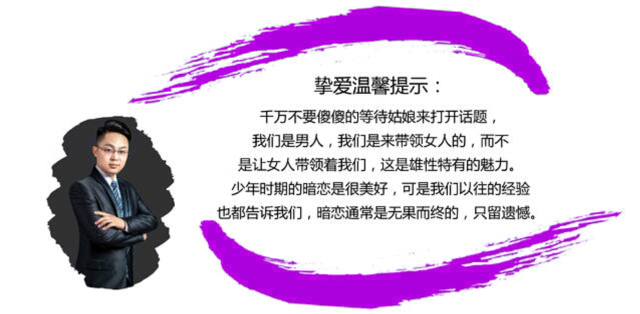 挚爱温馨提示：
千万不要傻傻的等待姑娘来打开话题，
我们是男人，我们是来带领女人的，而不
是让女人带领着我们，这是雄性特有的魅力。
少年时期的暗恋是很美好，可是我们以往的经验
也都告诉我们，暗恋通常是无果而终的，只留遗憾。